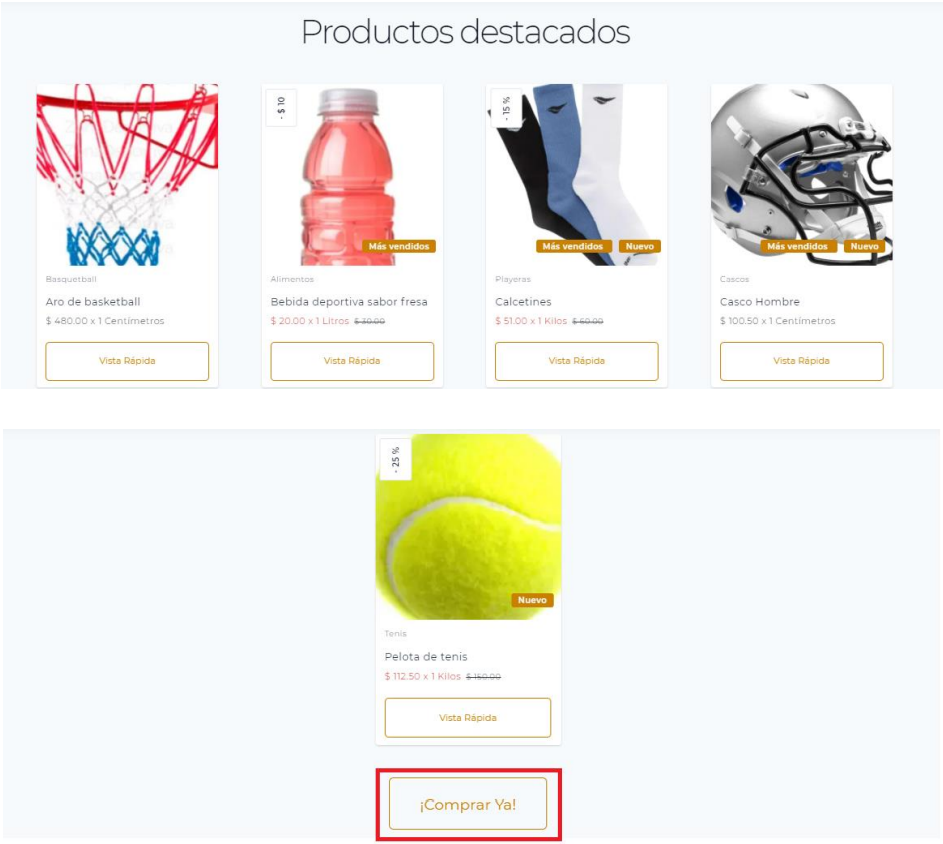 Productos destacados
- $ 10
- 15 %
Más vendidos
Más vendidos Nuevo
Más vendidos Nuevo
Basquetball
Alimentos
Playeras
Cascos
Aro de basketball
Bebida deportiva sabor fresa
Calcetines
Casco Hombre
$ 480.00 x 1 Centímetros
$ 20.00 x 1 Litros $ 30.00
$ 51.00 x 1 Kilos $ 60.00
$ 100.50 x 1 Centímetros
Vista Rápida
Vista Rápida
Vista Rápida
Vista Rápida
- 25 %
Nuevo
Tenis
Pelota de tenis
$ 112.50 x 1 Kilos $ 150.00
Vista Rápida
¡Comprar Ya!